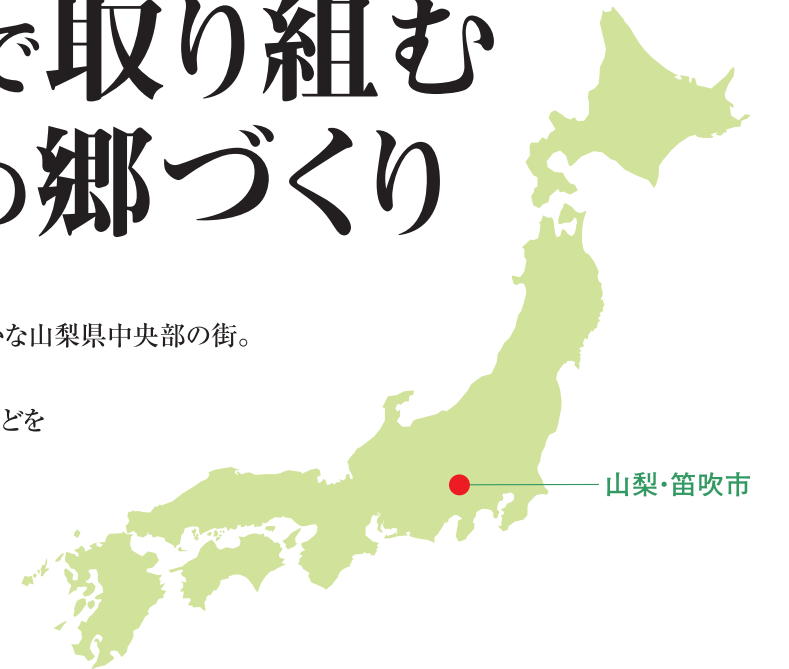 で取り組む
の郷づくり
かな山梨県中央部の街。
どを
山梨・笛吹市